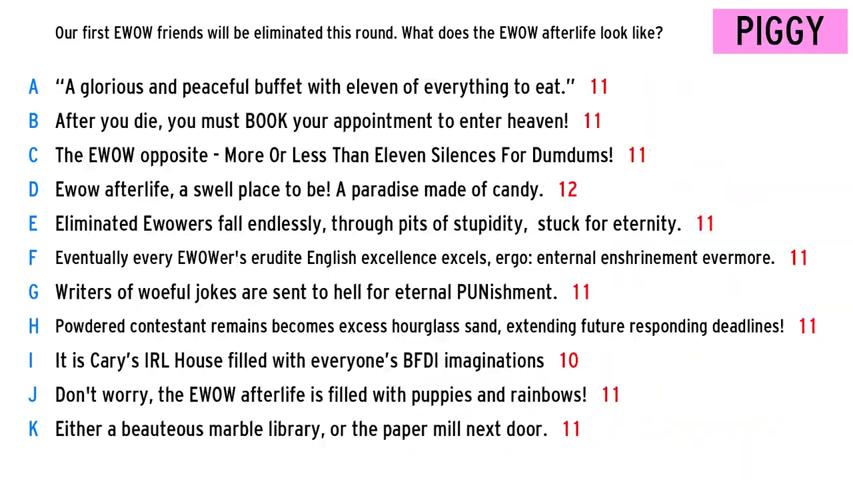 Our first EWOW friends will be eliminated this round. What does the EWOW afterlife look like?
PIGGY
A “A glorious and peaceful buffet with eleven of everything to eat.” 11
B After you die, you must BOOK your appointment to enter heaven! 11
C The EWOW opposite - More Or Less Than Eleven Silences For Dumdums! 11
D Ewow afterlife, a swell place to be! A paradise made of candy. 12
E Eliminated Ewowers fall endlessly, through pits of stupidity, stuck for eternity. 11
F Eventually every EWOWer's erudite English excellence excels, ergo: enternal enshrinement evermore. 11
G Writers of woeful jokes are sent to hell for eternal PUNishment. 11
H Powdered contestant remains becomes excess hourglass sand, extending future responding deadlines! 11
I It is Cary’s IRL House filled with everyone’s BFDI imaginations 10
J Don't worry, the EWOW afterlife is filled with puppies and rainbows! 11
K Either a beauteous marble library, or the paper mill next door. 11